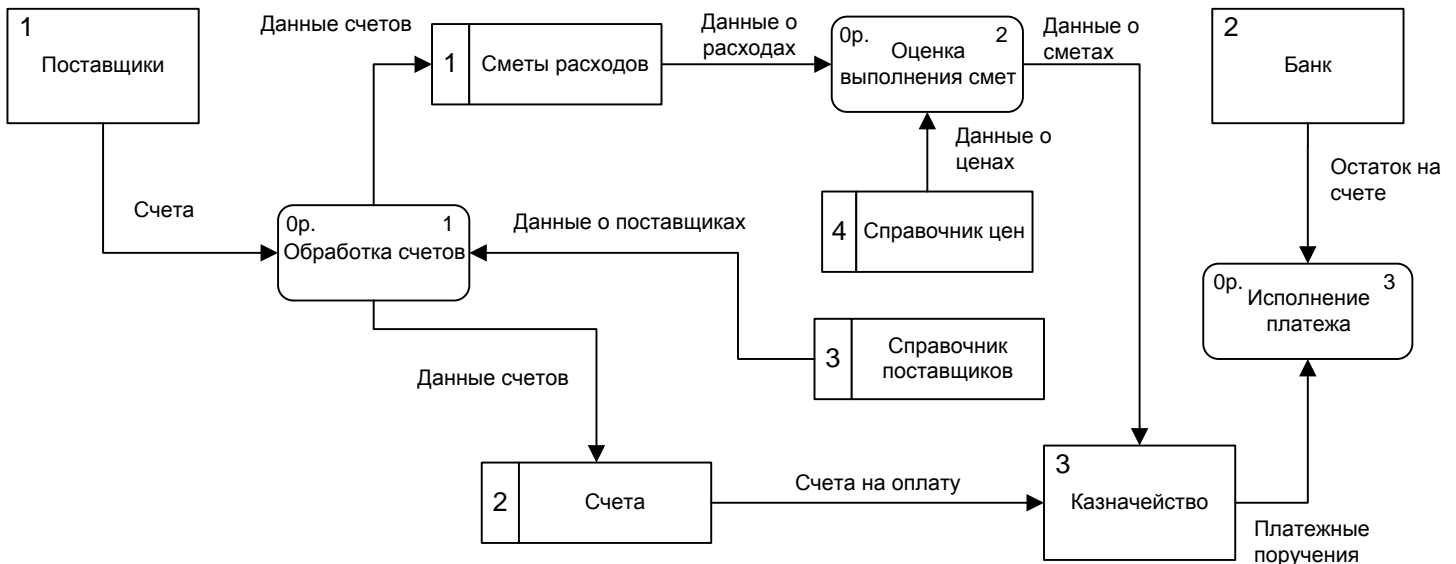 1
Поставщики
Данные счетов
1
Сметы расходов
Данные о
расходах
0р.
2
Оценка
выполнения смет
Данные о
сметах
2
Банк
Данные о
ценах
Остаток на
счете
Счета
0р.
1
Обработка счетов
Данные о поставщиках
4
Справочник цен
0р.
3
Исполнение
платежа
3
Справочник
поставщиков
Данные счетов
2
Счета
Счета на оплату
3
Казначейство
Платежные
поручения